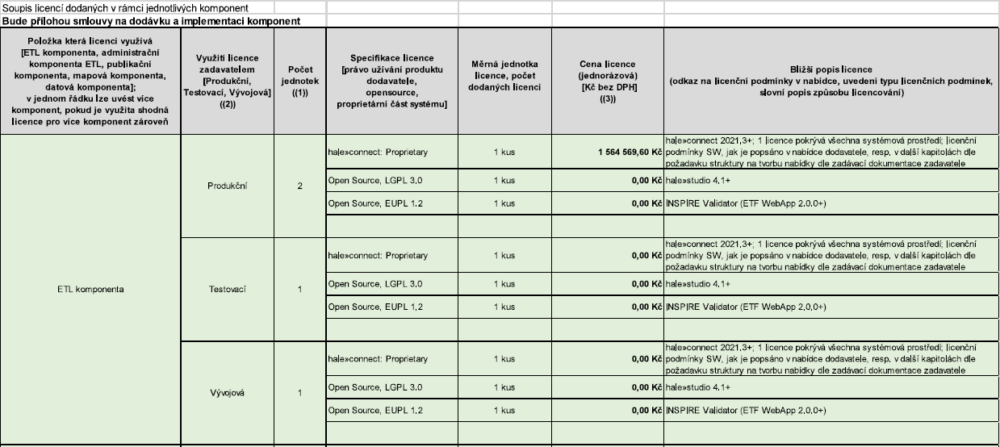 Soupis licencí dodaných v rámci jednotlivých komponent
Bude přílohou smlouvy na dodávku a implementaci komponent
Položka která licenci využívá
[ETL komponenta, administrační
komponenta ETL, publikační
komponenta, mapová komponenta,
datová komponenta];
v jednom řádku lze uvést více
komponent, pokud je využita shodná
licence pro více komponent zároveň
Využití licence
zadavatelem
[Produkční,
Testovací, Vývojová]
((2))
Počet
jednotek
((1))
Specifikace licence
[právo užívání produktu
dodavatele,
opensource,
proprietární část systému]
Měrná jednotka
licence, počet
dodaných licencí
Cena licence
(jednorázová)
[Kč bez DPH]
((3))
Bližší popis licence
(odkaz na licenční podmínky v nabídce, uvedení typu licenčních podmínek,
slovní popis způsobu licencování)
ETL komponenta
Produkční
2
hale»connect: Proprietary
1 kus
1 564 569,60 Kč
hale»connect 2021.3+; 1 licence pokrývá všechna systémová prostředí; licenční
podmínky SW, jak je popsáno v nabídce dodavatele, resp. v další kapitolách dle
požadavku struktury na tvorbu nabídky dle zadávací dokumentace zadavatele
Open Source, LGPL 3.0
1 kus
0,00 Kč
hale»studio 4.1+
Open Source, EUPL 1.2
1 kus
0,00 Kč
INSPIRE Validator (ETF WebApp 2.0.0+)
Testovací
1
hale»connect: Proprietary
1 kus
0,00 Kč
hale»connect 2021.3+; 1 licence pokrývá všechna systémová prostředí; licenční
podmínky SW, jak je popsáno v nabídce dodavatele, resp. v další kapitolách dle
požadavku struktury na tvorbu nabídky dle zadávací dokumentace zadavatele
Open Source, LGPL 3.0
1 kus
0,00 Kč
hale»studio 4.1+
Open Source, EUPL 1.2
1 kus
0,00 Kč
INSPIRE Validator (ETF WebApp 2.0.0+)
Vývojová
1
hale»connect: Proprietary
1 kus
0,00 Kč
hale»connect 2021.3+; 1 licence pokrývá všechna systémová prostředí; licenční
podmínky SW, jak je popsáno v nabídce dodavatele, resp. v další kapitolách dle
požadavku struktury na tvorbu nabídky dle zadávací dokumentace zadavatele
Open Source, LGPL 3.0
1 kus
0,00 Kč
hale»studio 4.1+
Open Source, EUPL 1.2
1 kus
0,00 Kč
INSPIRE Validator (ETF WebApp 2.0.0+)